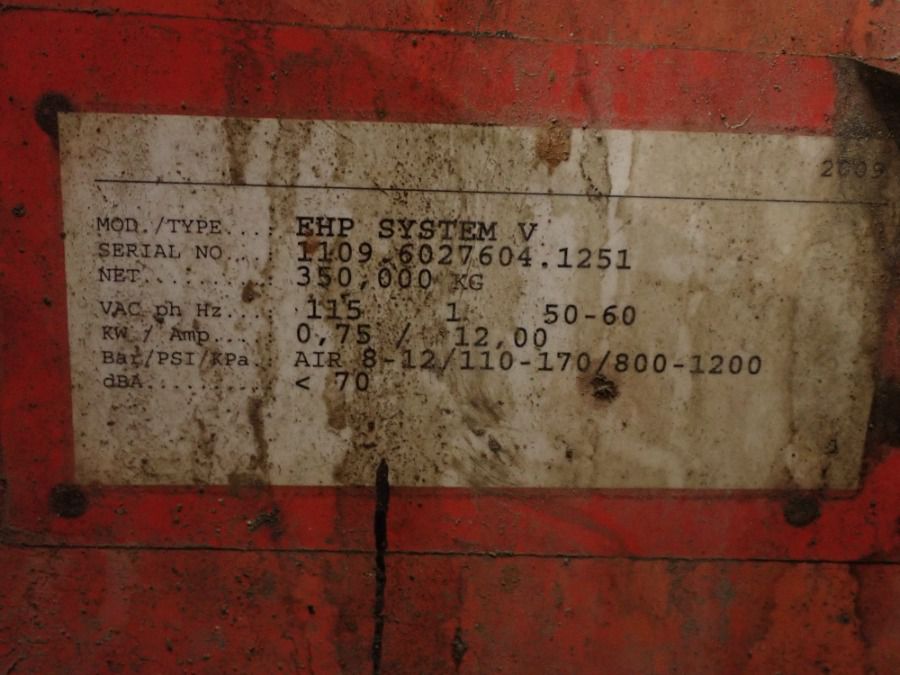 2009
MOD./TYPE...: EHP SYSTEM V
SERIAL NO...: 1109.6027604.1251
NET.........: 350,000 KG
VAC ph Hz...: 115 1 50-60
KW / Amp....: 0,75 / 12,00
Bar/PSI/KPa.: AIR 8-12/110-170/800-1200
dBA.........: < 70